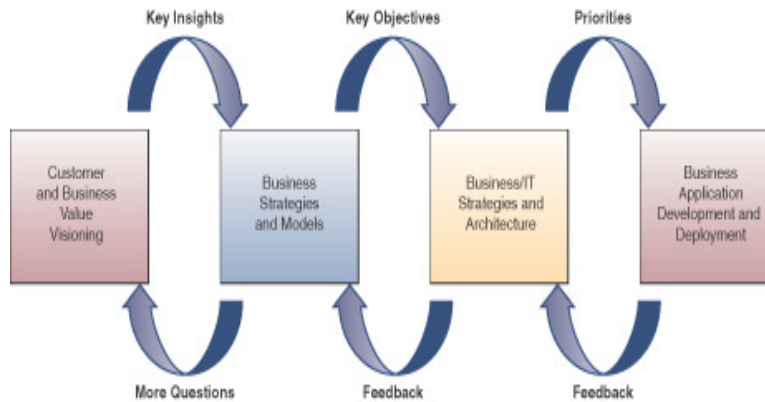 Key Insights
Key Objectives
Priorities
Customer
and Business
Value
Visioning
Business
Strategies
and Models
Business/IT
Strategies and
Architecture
Business
Application
Development and
Deployment
More Questions
Feedback
Feedback